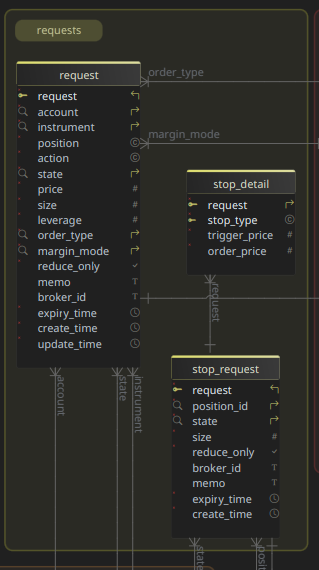 requests
request
order_type
request
account
instrument
margin_mode
position
action
state
price
size
leverage
order_type
margin_mode
reduce_only
memo
broker_id
expiry_time
create_time
update_time
stop_detail
request
stop_type
trigger_price
order_price
request
stop_request
request
position_id
state
size
reduce_only
broker_id
memo
expiry_time
create_time
account
state
instrument
state